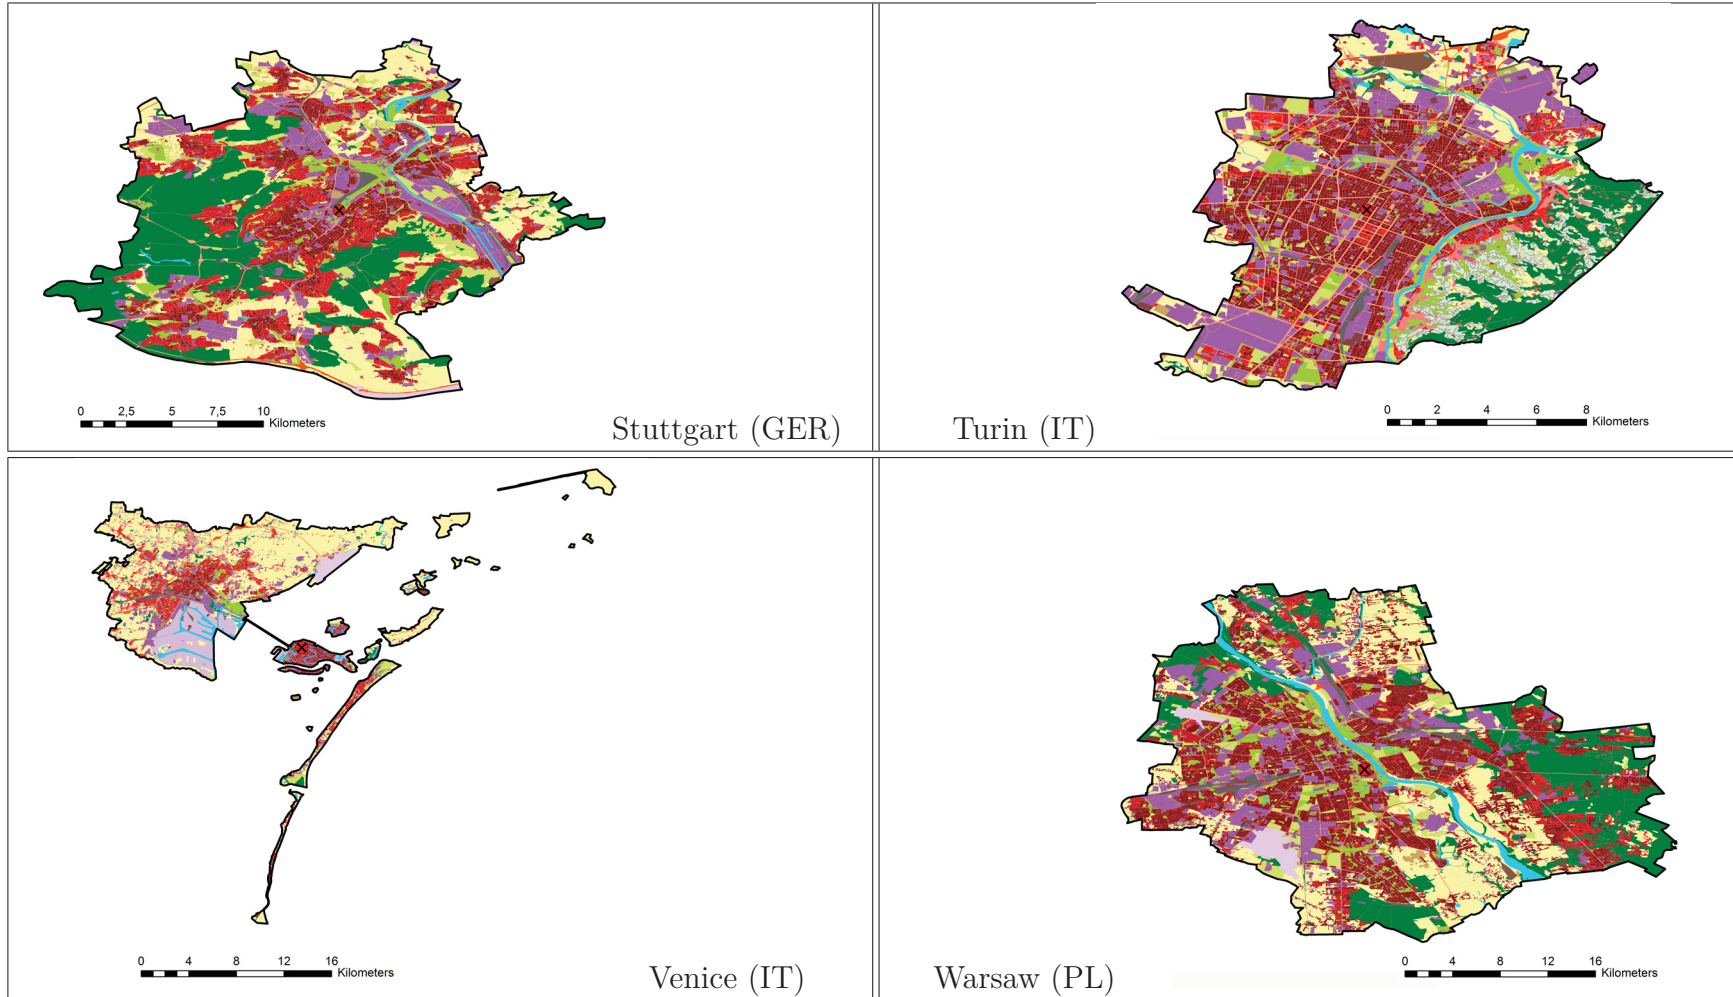 0 2,5 5 7,5 10
Kilometers
Stuttgart (GER)
0 2 4 6 8
Kilometers
Turin (IT)
0 4 8 12 16
Kilometers
Venice (IT)
0 4 8 12 16
Kilometers
Warsaw (PL)